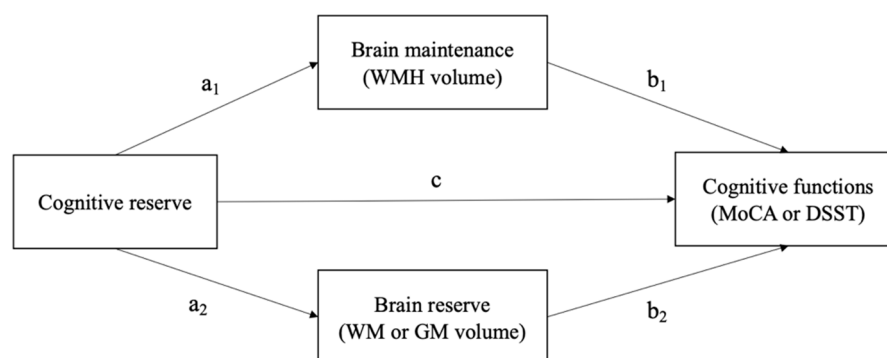 Brain maintenance
(WMH volume)
a₁
b₁
Cognitive reserve
c
Cognitive functions
(MoCA or DSST)
a₂
Brain reserve
(WM or GM volume)
b₂